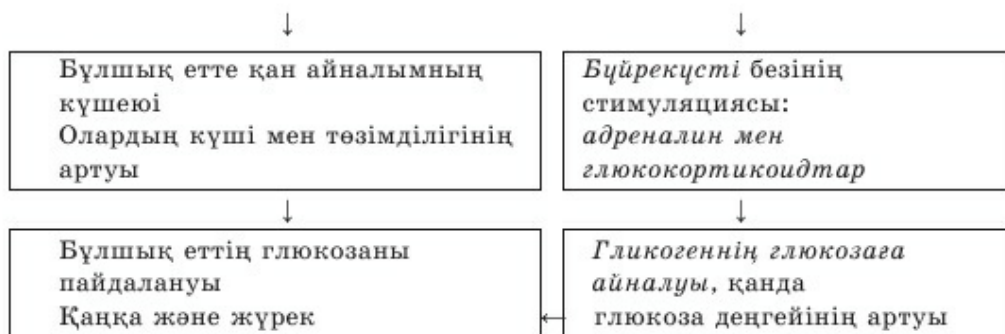 ↓ ↓
Бұлшық етте қан айналымның
күшеюі
Олардың күші мен төзімділігінің
артуы
Бүйрекүсті безінің
стимуляциясы:
адреналин мен
глюкокортикоидтар
↓ ↓
Бұлшық еттің глюкозаны
пайдалануы
Қаңқа және жүрек
←
Гликогеннің глюкозаға
айналуы, қанда
глюкоза деңгейінің артуы